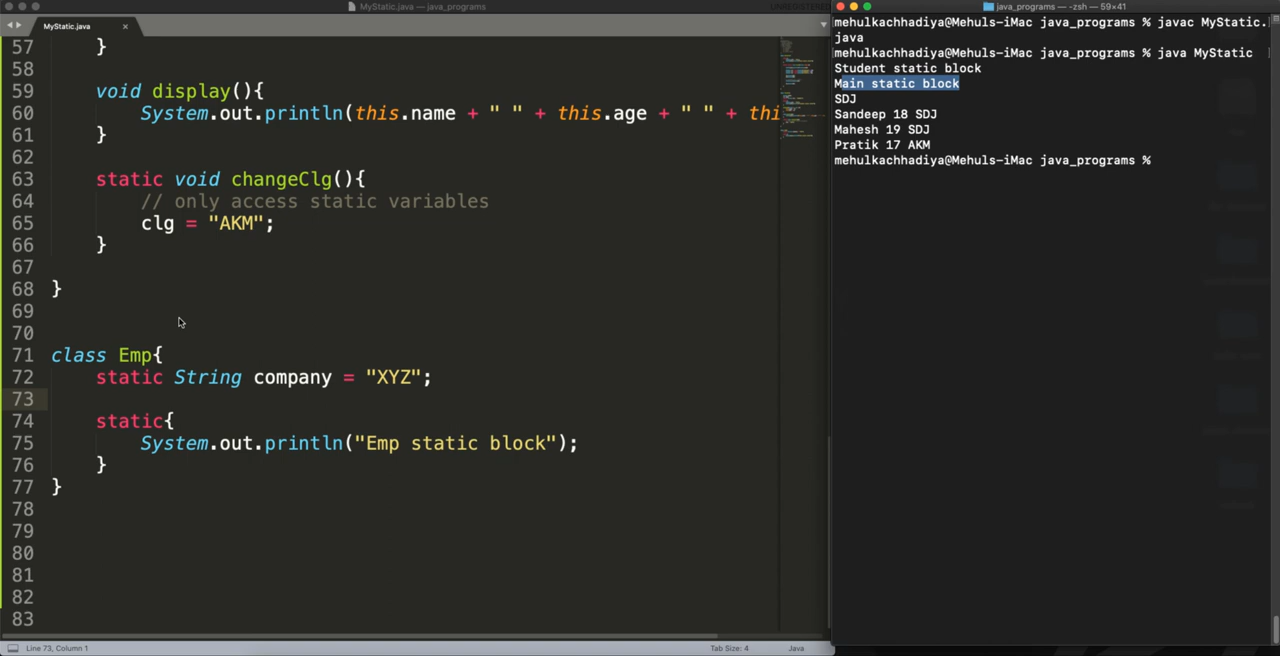 MyStatic.java — java_programs
UNREGISTERED
MyStatic.java
57 }
58
59 void display(){
60 System.out.println(this.name + " " + this.age + " " + thi
61 }
62
63 static void changeClg(){
64 // only access static variables
65 clg = "AKM";
66 }
67
68 }
69
70
71 class Emp{
72 static String company = "XYZ";
73
74 static{
75 System.out.println("Emp static block");
76 }
77 }
78
79
80
81
82
83
Line 73, Column 1
Tab Size: 4
Java
java_programs — -zsh — 59×41
mehulkachhadiya@Mehuls-iMac java_programs % javac MyStatic.
java
mehulkachhadiya@Mehuls-iMac java_programs % java MyStatic
Student static block
Main static block
SDJ
Sandeep 18 SDJ
Mahesh 19 SDJ
Pratik 17 AKM
mehulkachhadiya@Mehuls-iMac java_programs %